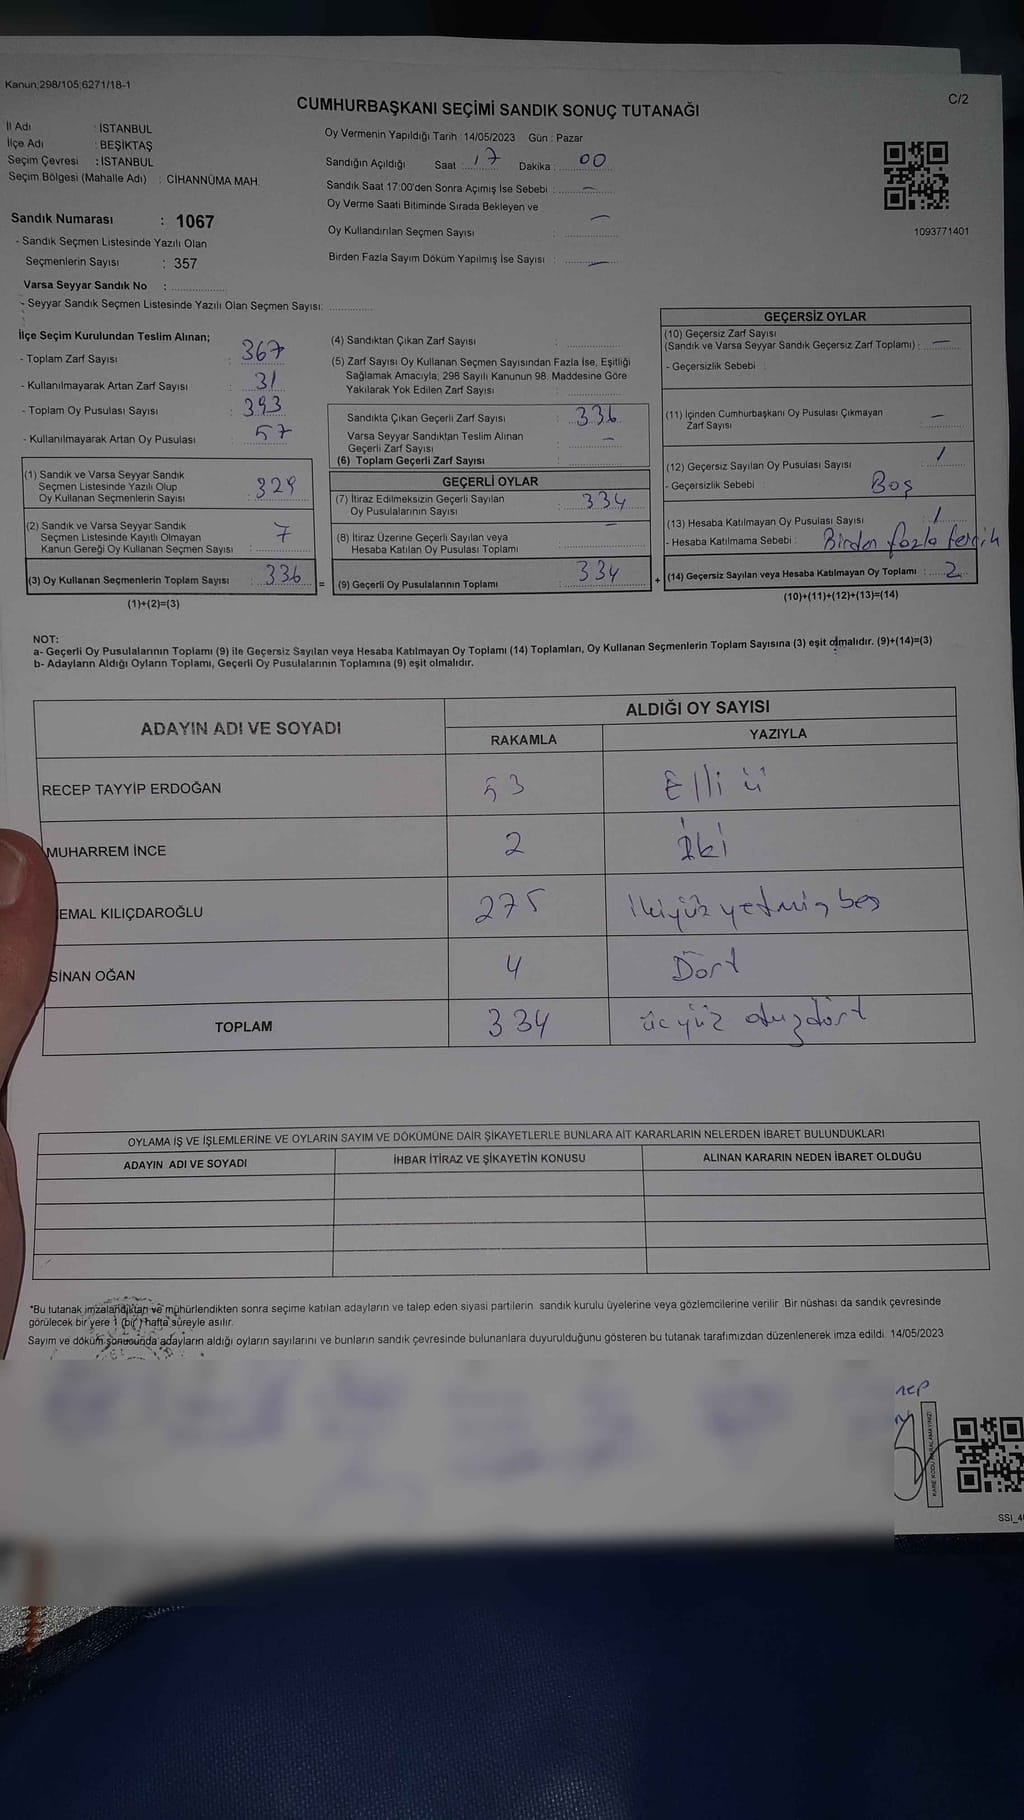 Kanun;298/105;6271/18-1
C/2
CUMHURBAŞKANI SEÇİMİ SANDIK SONUÇ TUTANAĞI
İl Adı : İSTANBUL
İlçe Adı : BEŞİKTAŞ
Seçim Çevresi : İSTANBUL
Seçim Bölgesi (Mahalle Adı) : CİHANNÜMA MAH.
Sandık Numarası : 1067
- Sandık Seçmen Listesinde Yazılı Olan
Seçmenlerin Sayısı : 357
Varsa Seyyar Sandık No :
- Seyyar Sandık Seçmen Listesinde Yazılı Olan Seçmen Sayısı:
Oy Vermenin Yapıldığı Tarih : 14/05/2023 Gün : Pazar
Sandığın Açıldığı Saat : 17 Dakika : 00
Sandık Saat 17:00'den Sonra Açımış İse Sebebi : –
Oy Verme Saati Bitiminde Sırada Bekleyen ve
Oy Kullandırılan Seçmen Sayısı : –
Birden Fazla Sayım Döküm Yapılmış İse Sayısı : –
1093771401
İlçe Seçim Kurulundan Teslim Alınan;
- Toplam Zarf Sayısı : 367
- Kullanılmayarak Artan Zarf Sayısı : 31
- Toplam Oy Pusulası Sayısı : 393
- Kullanılmayarak Artan Oy Pusulası : 57
(1) Sandık ve Varsa Seyyar Sandık
Seçmen Listesinde Yazılı Olup
Oy Kullanan Seçmenlerin Sayısı : 329
(2) Sandık ve Varsa Seyyar Sandık
Seçmen Listesinde Kayıtlı Olmayan
Kanun Gereği Oy Kullanan Seçmen Sayısı : 7
(3) Oy Kullanan Seçmenlerin Toplam Sayısı : 336 =
(1)+(2)=(3)
(4) Sandıktan Çıkan Zarf Sayısı :
(5) Zarf Sayısı Oy Kullanan Seçmen Sayısından Fazla İse, Eşitliği
Sağlamak Amacıyla, 298 Sayılı Kanunun 98. Maddesine Göre
Yakılarak Yok Edilen Zarf Sayısı :
Sandıkta Çıkan Geçerli Zarf Sayısı : 336
Varsa Seyyar Sandıktan Teslim Alınan
Geçerli Zarf Sayısı : –
(6) Toplam Geçerli Zarf Sayısı :
GEÇERLİ OYLAR
(7) İtiraz Edilmeksizin Geçerli Sayılan
Oy Pusulalarının Sayısı : 334
(8) İtiraz Üzerine Geçerli Sayılan veya
Hesaba Katılan Oy Pusulası Toplamı : –
(9) Geçerli Oy Pusulalarının Toplamı : 334 +
GEÇERSİZ OYLAR
(10) Geçersiz Zarf Sayısı
(Sandık ve Varsa Seyyar Sandık Geçersiz Zarf Toplamı) : –
- Geçersizlik Sebebi :
(11) İçinden Cumhurbaşkanı Oy Pusulası Çıkmayan
Zarf Sayısı : –
(12) Geçersiz Sayılan Oy Pusulası Sayısı : 1
- Geçersizlik Sebebi : Boş
(13) Hesaba Katılmayan Oy Pusulası Sayısı : 1
- Hesaba Katılmama Sebebi : Birden fazla tercih
(14) Geçersiz Sayılan veya Hesaba Katılmayan Oy Toplamı : 2
(10)+(11)+(12)+(13)=(14)
NOT:
a- Geçerli Oy Pusulalarının Toplamı (9) ile Geçersiz Sayılan veya Hesaba Katılmayan Oy Toplamı (14) Toplamları, Oy Kullanan Seçmenlerin Toplam Sayısına (3) eşit olmalıdır. (9)+(14)=(3)
b- Adayların Aldığı Oyların Toplamı, Geçerli Oy Pusulalarının Toplamına (9) eşit olmalıdır.
ADAYIN ADI VE SOYADI
ALDIĞI OY SAYISI
RAKAMLA YAZIYLA
RECEP TAYYİP ERDOĞAN 53 Elli ü
MUHARREM İNCE 2 İki
EMAL KILIÇDAROĞLU 275 İkiyüz yetmiş beş
SİNAN OĞAN 4 Dört
TOPLAM 334 üçyüz otuzdört
OYLAMA İŞ VE İŞLEMLERİNE VE OYLARIN SAYIM VE DÖKÜMÜNE DAİR ŞİKAYETLERLE BUNLARA AİT KARARLARIN NELERDEN İBARET BULUNDUKLARI
ADAYIN ADI VE SOYADI İHBAR İTİRAZ VE ŞİKAYETİN KONUSU ALINAN KARARIN NEDEN İBARET OLDUĞU
*Bu tutanak imzalandıktan ve mühürlendikten sonra seçime katılan adayların ve talep eden siyasi partilerin sandık kurulu üyelerine veya gözlemcilerine verilir. Bir nüshası da sandık çevresinde
görülecek bir yere 1 (bir) hafta süreyle asılır.
Sayım ve döküm sonucunda adayların aldığı oyların sayılarını ve bunların sandık çevresinde bulunanlara duyurulduğunu gösteren bu tutanak tarafımızdan düzenlenerek imza edildi. 14/05/2023
KARE KODU KARALAMAYINIZ!